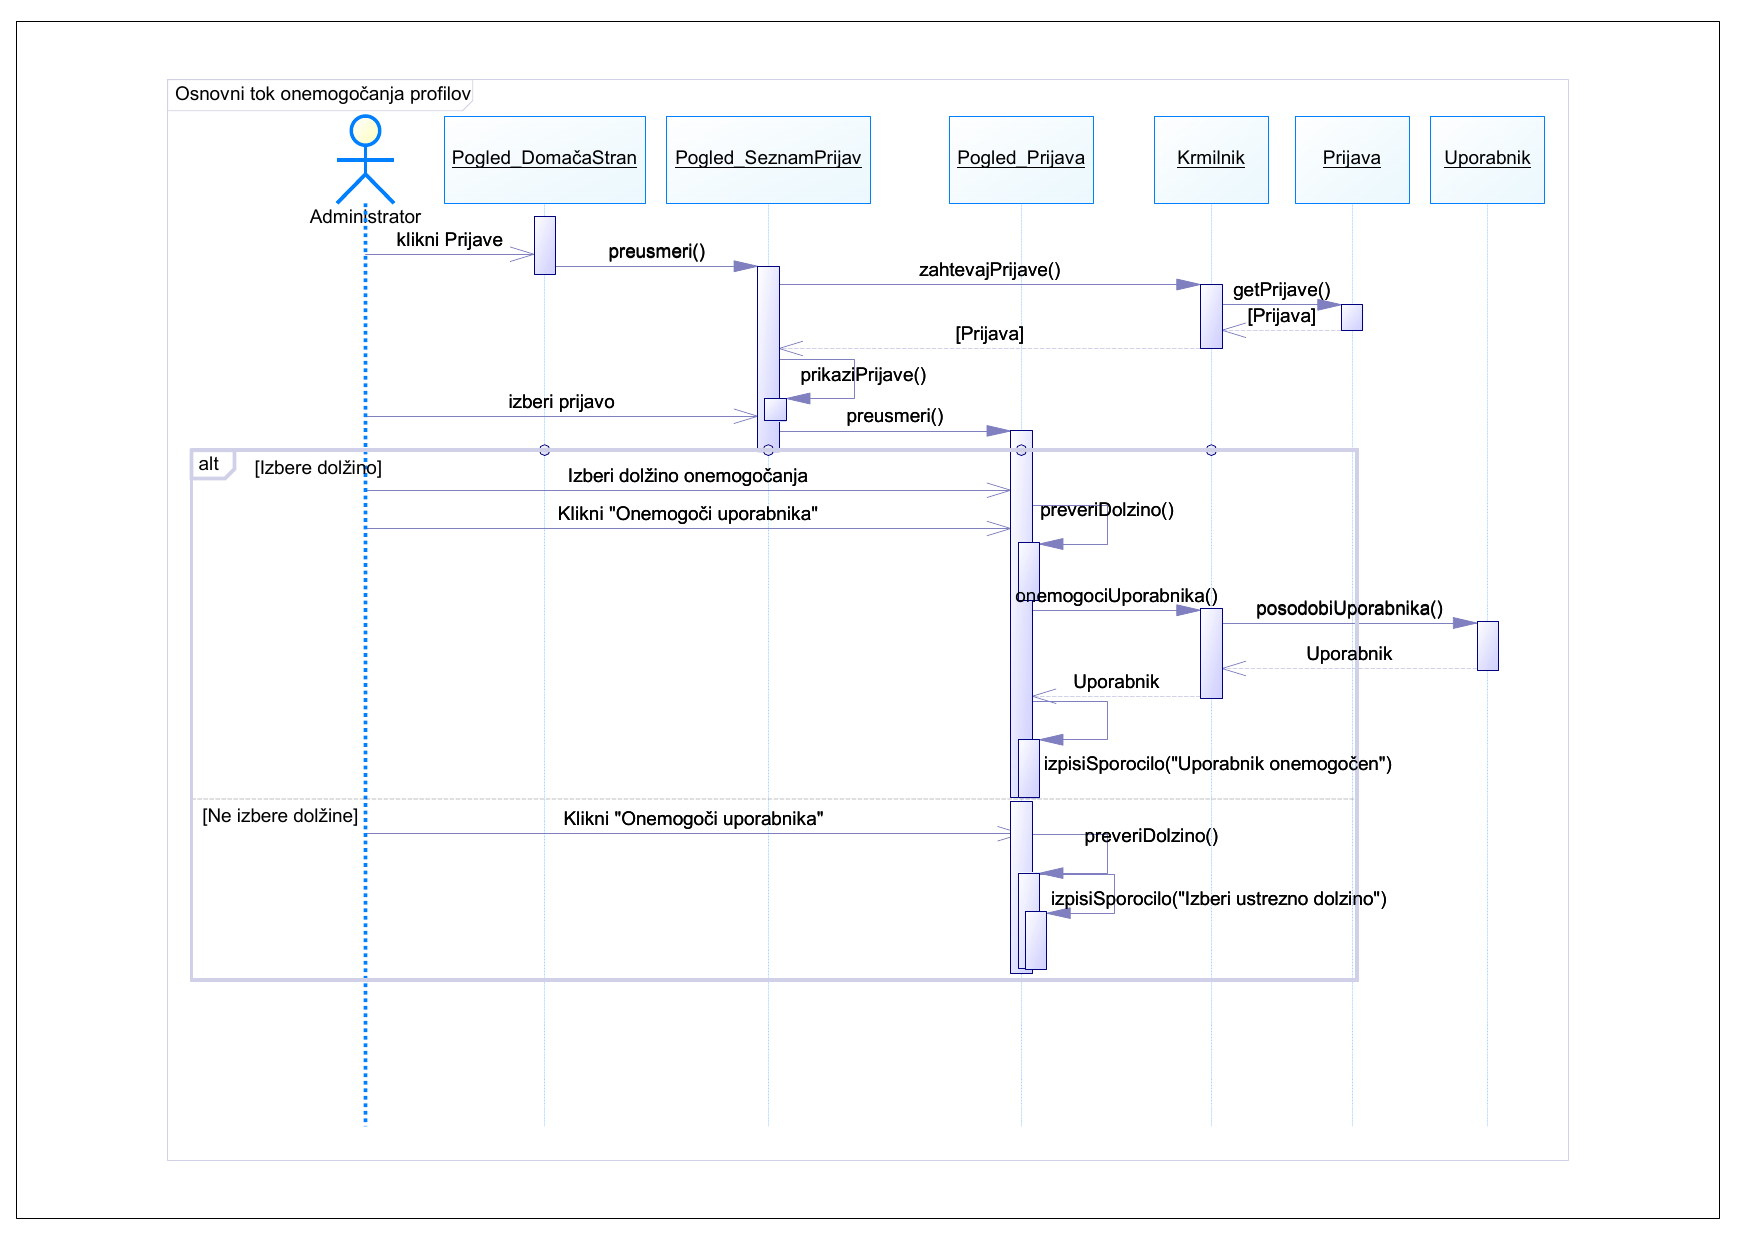 Osnovni tok onemogočanja profilov
Administrator
Pogled_DomačaStran
Pogled_SeznamPrijav
Pogled_Prijava
Krmilnik
Prijava
Uporabnik
klikni Prijave
preusmeri()
zahtevajPrijave()
getPrijave()
[Prijava]
[Prijava]
prikaziPrijave()
izberi prijavo
preusmeri()
alt
[Izbere dolžino]
Izberi dolžino onemogočanja
Klikni "Onemogoči uporabnika"
preveriDolzino()
onemogociUporabnika()
posodobiUporabnika()
Uporabnik
Uporabnik
izpisiSporocilo("Uporabnik onemogočen")
[Ne izbere dolžine]
Klikni "Onemogoči uporabnika"
preveriDolzino()
izpisiSporocilo("Izberi ustrezno dolzino")